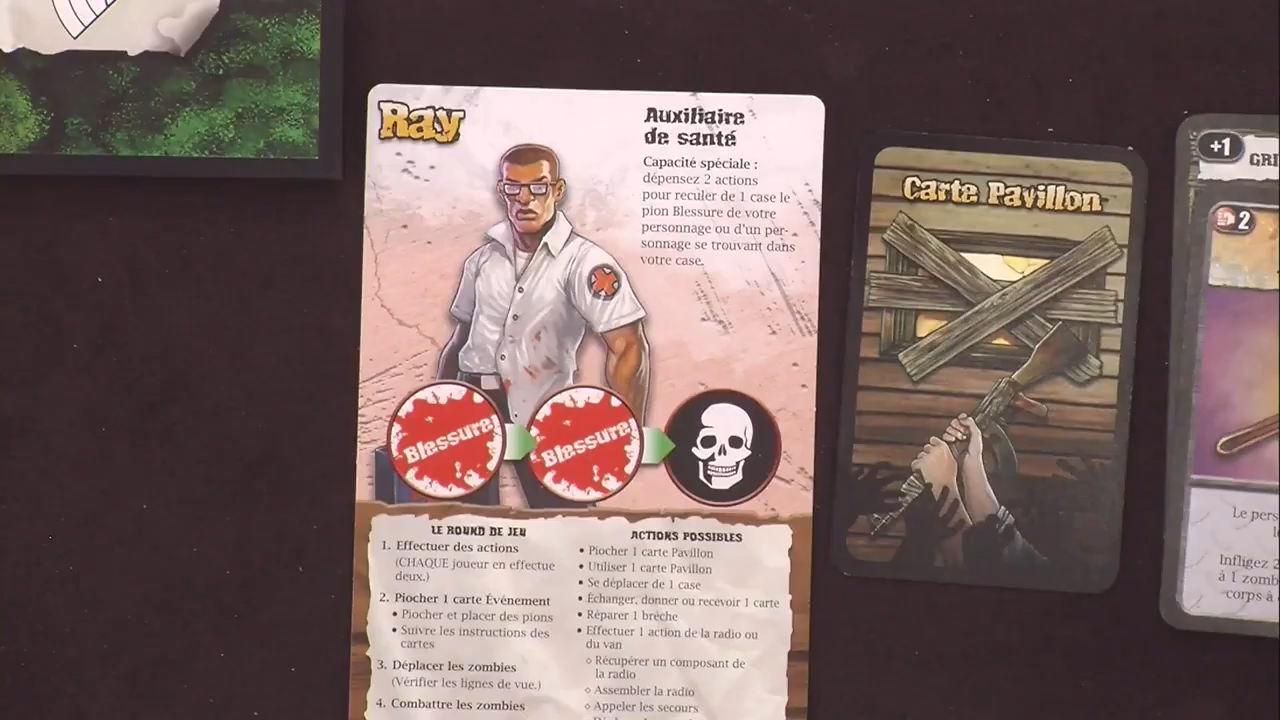 Ray
Auxiliaire
de santé
Capacité spéciale :
dépensez 2 actions
pour reculer de 1 case le
pion Blessure de votre
personnage ou d'un per-
sonnage se trouvant dans
votre case.
Blessure
Blessure
LE ROUND DE JEU
1. Effectuer des actions
(CHAQUE joueur en effectue
deux.)
2. Piocher 1 carte Événement
• Piocher et placer des pions
• Suivre les instructions des
cartes
3. Déplacer les zombies
(Vérifier les lignes de vue.)
4. Combattre les zombies
ACTIONS POSSIBLES
• Piocher 1 carte Pavillon
• Utiliser 1 carte Pavillon
• Se déplacer de 1 case
• Échanger, donner ou recevoir 1 carte
• Réparer 1 brèche
• Effectuer 1 action de la radio ou
du van
◦ Récupérer un composant de
la radio
◦ Assembler la radio
◦ Appeler les secours
Carte Pavillon
+1
2
Le pers
Infligez 2
à 1 zomb
corps à